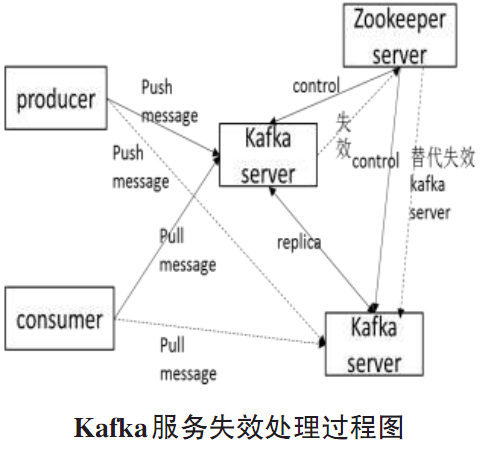 Zookeeper
server
producer
Push
message
control
Kafka
server
失
效
Push
message
control
替代失效
kafka
server
Pull
message
replica
consumer
Kafka
server
Pull
message
Kafka服务失效处理过程图